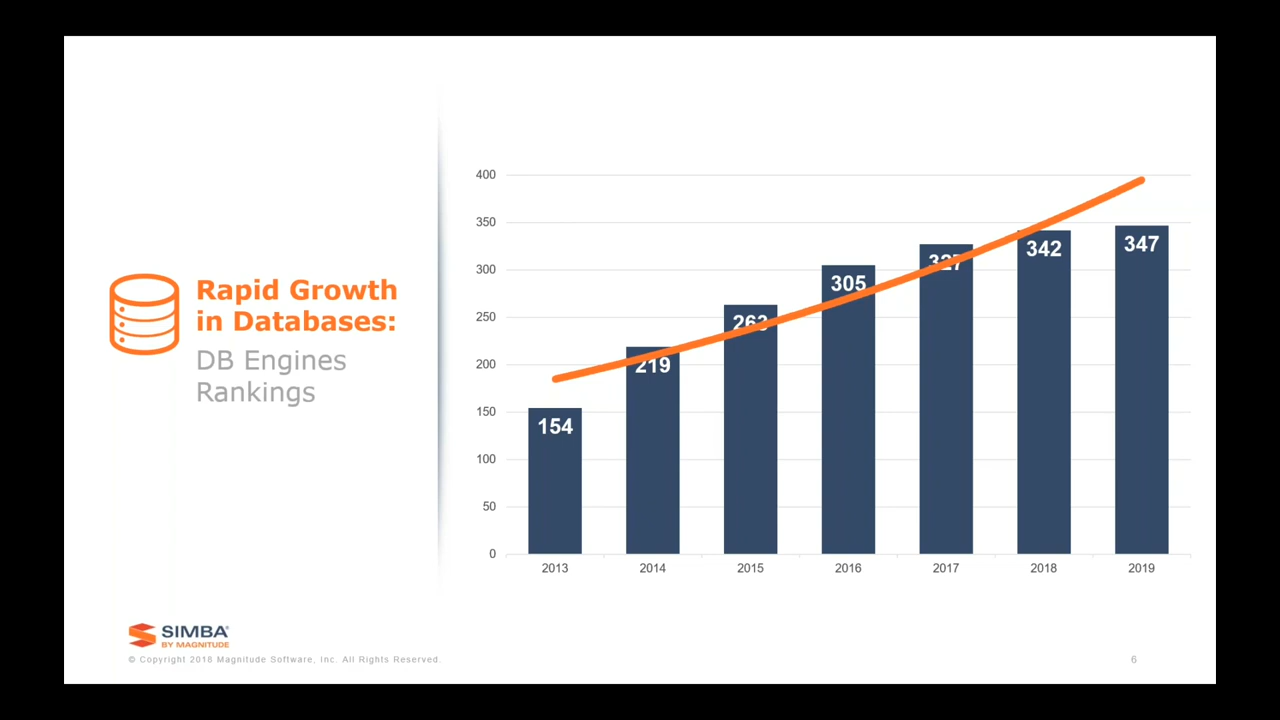 Rapid Growth
in Databases:
DB Engines
Rankings
400
350
300
250
200
150
100
50
0
154
219
263
305
327
342
347
2013 2014 2015 2016 2017 2018 2019
SIMBA
BY MAGNITUDE
© Copyright 2018 Magnitude Software, Inc. All Rights Reserved.
6